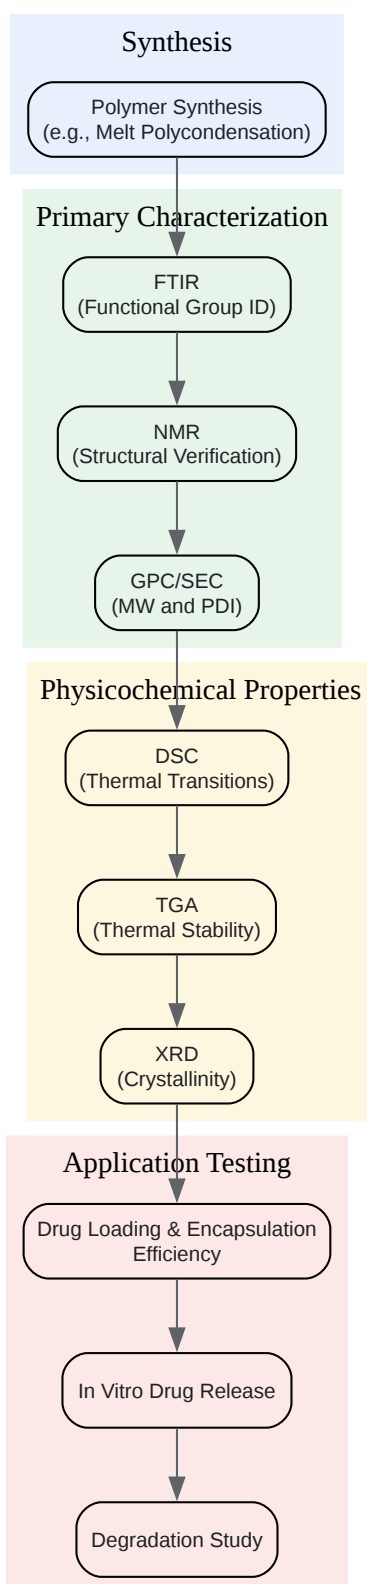 Synthesis
Polymer Synthesis
(e.g., Melt Polycondensation)
Primary Characterization
FTIR
(Functional Group ID)
NMR
(Structural Verification)
GPC/SEC
(MW and PDI)
Physicochemical Properties
DSC
(Thermal Transitions)
TGA
(Thermal Stability)
XRD
(Crystallinity)
Application Testing
Drug Loading & Encapsulation
Efficiency
In Vitro Drug Release
Degradation Study